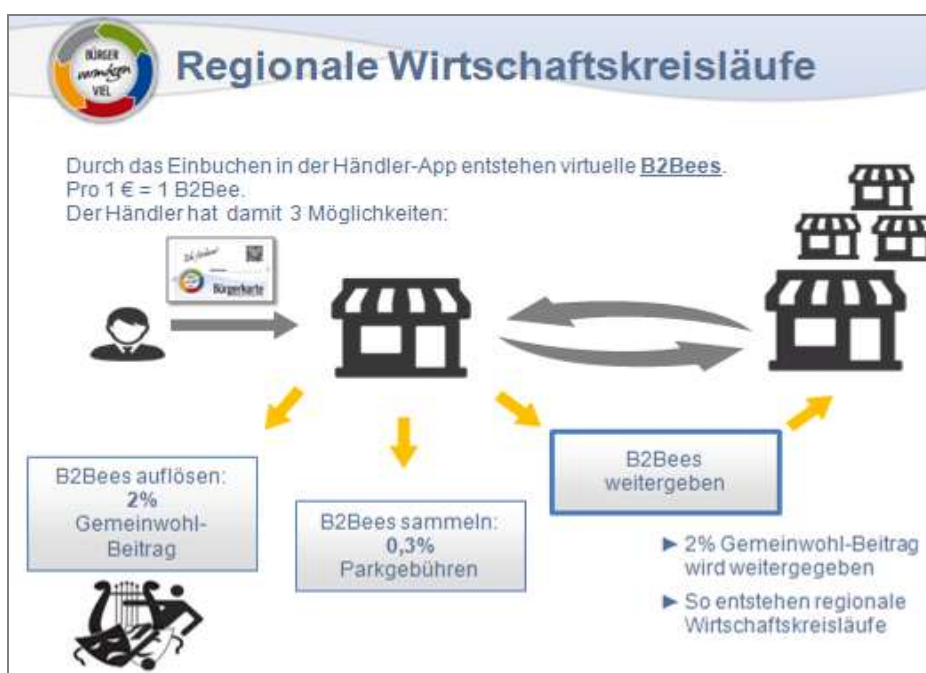 BÜRGER
vermögen
VIEL
Regionale Wirtschaftskreisläufe
Durch das Einbuchen in der Händler-App entstehen virtuelle B2Bees.
Pro 1 € = 1 B2Bee.
Der Händler hat damit 3 Möglichkeiten:
Bürgerkarte
B2Bees auflösen:
2%
Gemeinwohl-
Beitrag
B2Bees sammeln:
0,3%
Parkgebühren
B2Bees
weitergeben
► 2% Gemeinwohl-Beitrag
wird weitergegeben
► So entstehen regionale
Wirtschaftskreisläufe